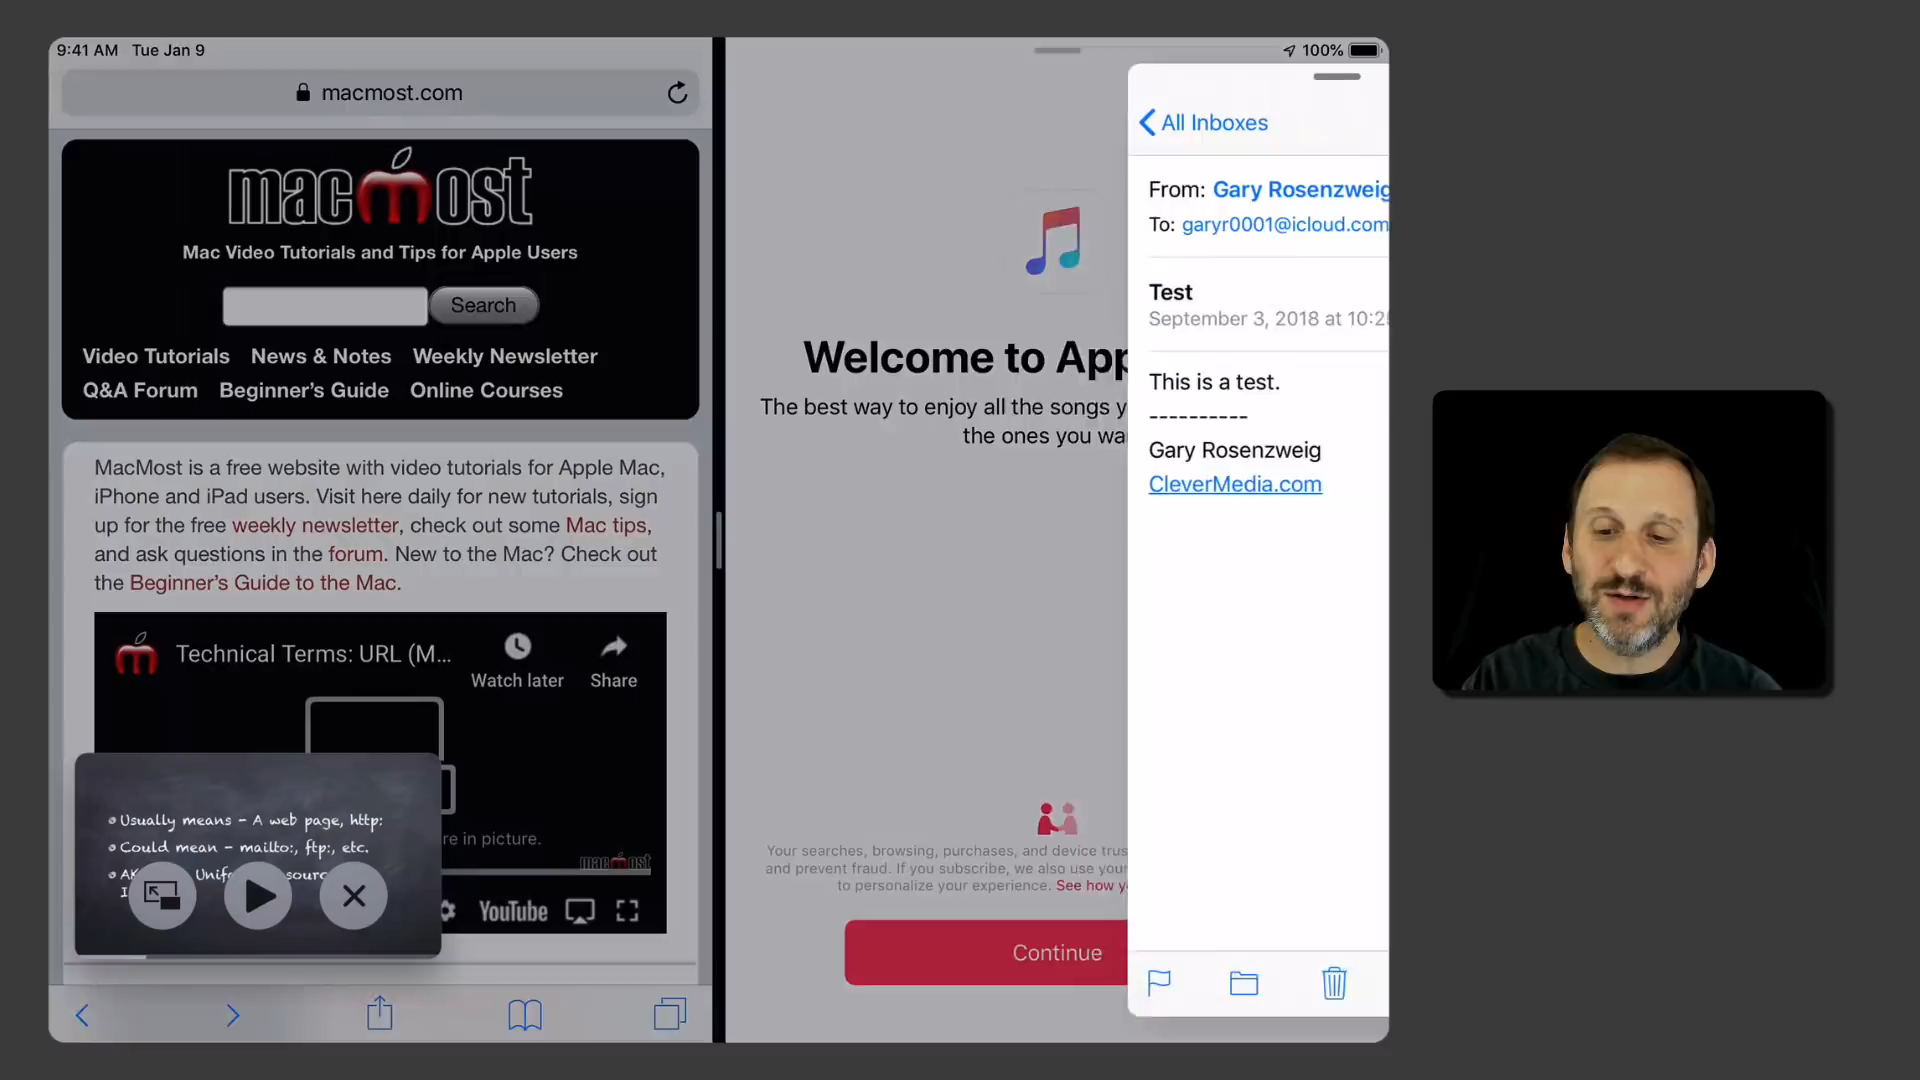 9:41 AM Tue Jan 9
100%
macmost.com
macmost
Mac Video Tutorials and Tips for Apple Users
Search
Video Tutorials News & Notes Weekly Newsletter
Q&A Forum Beginner's Guide Online Courses
MacMost is a free website with video tutorials for Apple Mac,
iPhone and iPad users. Visit here daily for new tutorials, sign
up for the free weekly newsletter, check out some Mac tips,
and ask questions in the forum. New to the Mac? Check out
the Beginner's Guide to the Mac.
Technical Terms: URL (M...
Watch later
Share
Usually means - A web page, http:
Could mean - mailto:, ftp:, etc.
in picture.
macmost
YouTube
Welcome to
The best way to enjoy all the songs
the ones you
Your searches, browsing, purchases, and device
and prevent fraud. If you subscribe, we also use
to personalize your experience. See how
Continue
All Inboxes
From: Gary Rosenzweig
To: garyr0001@icloud.com
Test
September 3, 2018 at
This is a test.
----------
Gary Rosenzweig
CleverMedia.com